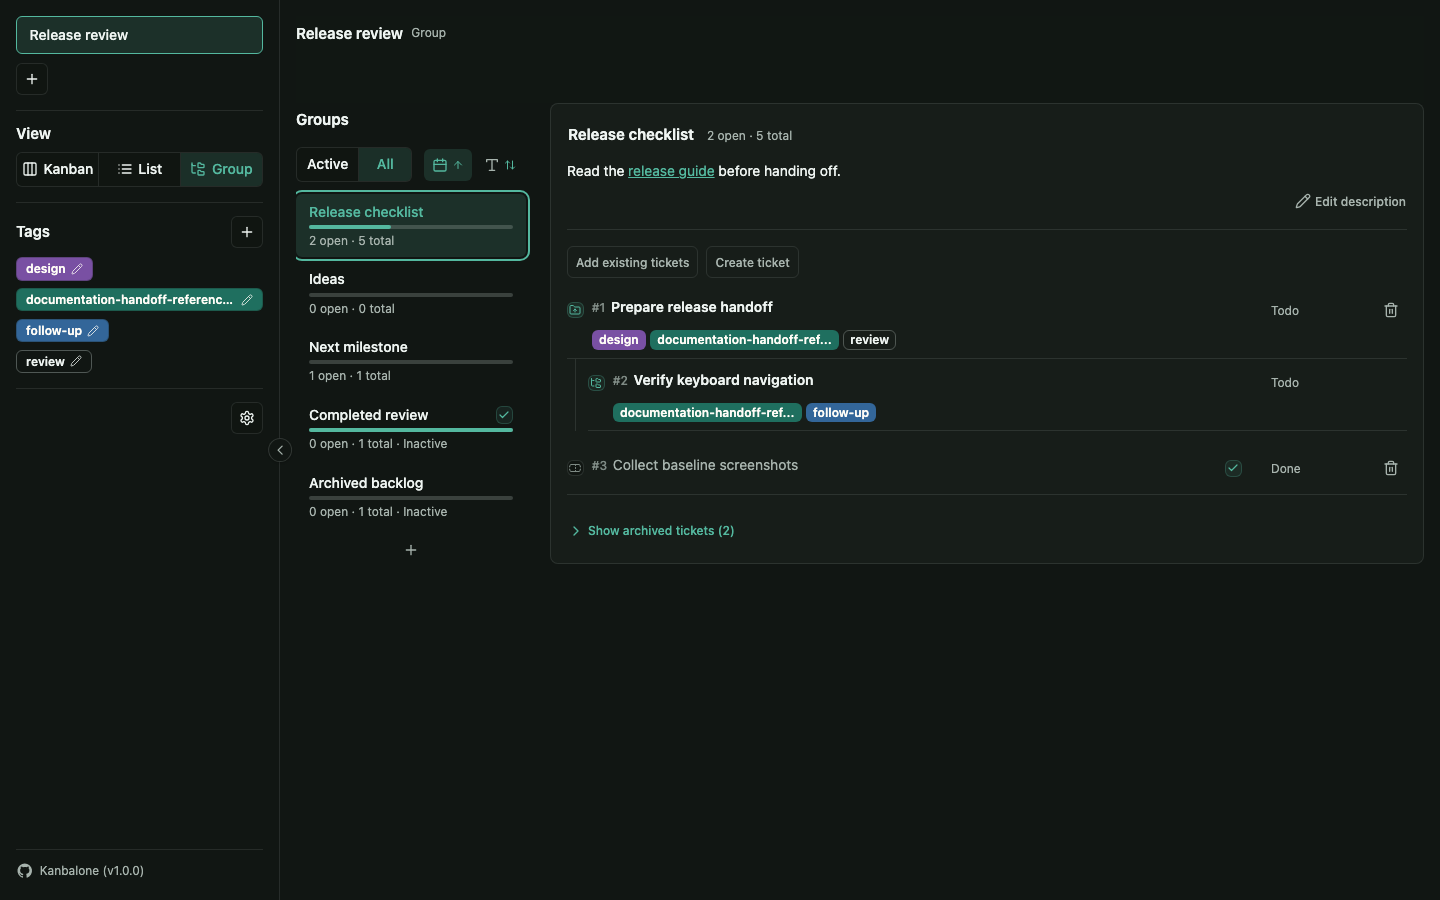 Release review
View
Kanban
List
Group
Tags
design
documentation-handoff-referenc...
follow-up
review
Kanbalone (v1.0.0)
Release review Group
Groups
Active
All
Release checklist
2 open · 5 total
Ideas
0 open · 0 total
Next milestone
1 open · 1 total
Completed review
0 open · 1 total · Inactive
Archived backlog
0 open · 1 total · Inactive
Release checklist 2 open · 5 total
Read the release guide before handing off.
Edit description
Add existing tickets
Create ticket
#1 Prepare release handoff
Todo
design documentation-handoff-ref... review
#2 Verify keyboard navigation
Todo
documentation-handoff-ref... follow-up
#3 Collect baseline screenshots
Done
Show archived tickets (2)